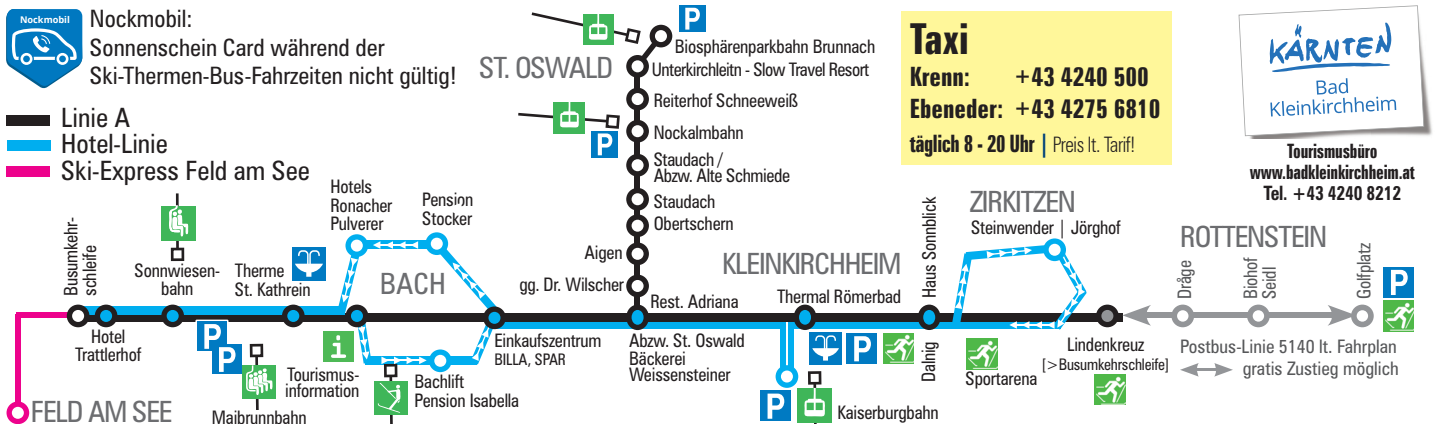 Nockmobil
Nockmobil:
Sonnenschein Card während der
Ski-Thermen-Bus-Fahrzeiten nicht gültig!
Linie A
Hotel-Linie
Ski-Express Feld am See
ST. OSWALD
P
Biosphärenparkbahn Brunnach
Unterkirchleitn - Slow Travel Resort
Reiterhof Schneeweiß
Nockalmbahn
P
Staudach /
Abzw. Alte Schmiede
Staudach
Obertschern
Aigen
gg. Dr. Wilscher
Rest. Adriana
Taxi
Krenn: +43 4240 500
Ebeneder: +43 4275 6810
täglich 8 - 20 Uhr | Preis lt. Tarif!
KÄRNTEN
Bad
Kleinkirchheim
Tourismusbüro
www.badkleinkirchheim.at
Tel. +43 4240 8212
Busumkehr-
schleife
Hotel
Trattlerhof
Sonnwiesen-
bahn
Therme
St. Kathrein
P
P
Maibrunnbahn
FELD AM SEE
Hotels
Ronacher
Pulverer
Pension
Stocker
BACH
i
Tourismus-
information
Bachlift
Pension Isabella
Einkaufszentrum
BILLA, SPAR
Abzw. St. Oswald
Bäckerei
Weissensteiner
KLEINKIRCHHEIM
Thermal Römerbad
P
P
Kaiserburgbahn
Haus Sonnblick
Dalnig
ZIRKITZEN
Steinwender | Jörghof
Sportarena
Lindenkreuz
[>Busumkehrschleife]
ROTTENSTEIN
Dräge
Biohof
Seidl
Golfplatz
P
Postbus-Linie 5140 lt. Fahrplan
gratis Zustieg möglich